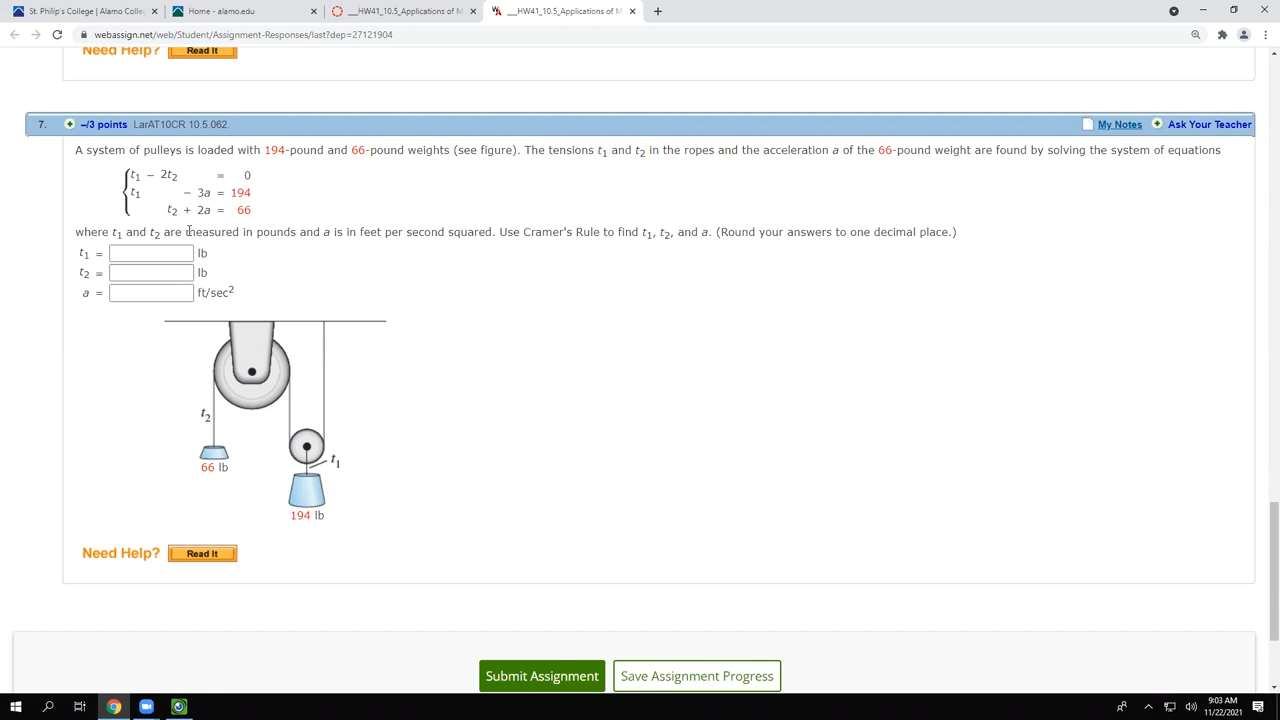 St. Philip's College | Alamo Colle
Home - alamo.edu
__HW41_10.5_Applications of M
__HW41_10.5_Applications of M
webassign.net/web/Student/Assignment-Responses/last?dep=27121904
Need Help? Read It
7. –/3 points LarAT10CR 10.5.062. My Notes Ask Your Teacher
A system of pulleys is loaded with 194-pound and 66-pound weights (see figure). The tensions t1 and t2 in the ropes and the acceleration a of the 66-pound weight are found by solving the system of equations
t1 − 2t2 = 0
t1 − 3a = 194
t2 + 2a = 66
where t1 and t2 are measured in pounds and a is in feet per second squared. Use Cramer's Rule to find t1, t2, and a. (Round your answers to one decimal place.)
t1 = lb
t2 = lb
a = ft/sec2
t2
66 lb
t1
194 lb
Need Help? Read It
Submit Assignment Save Assignment Progress
9:03 AM
11/22/2021